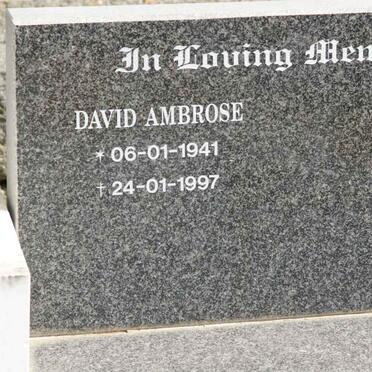 In Loving
DAVID AMBROSE
* 06-01-1941
† 24-01-1997